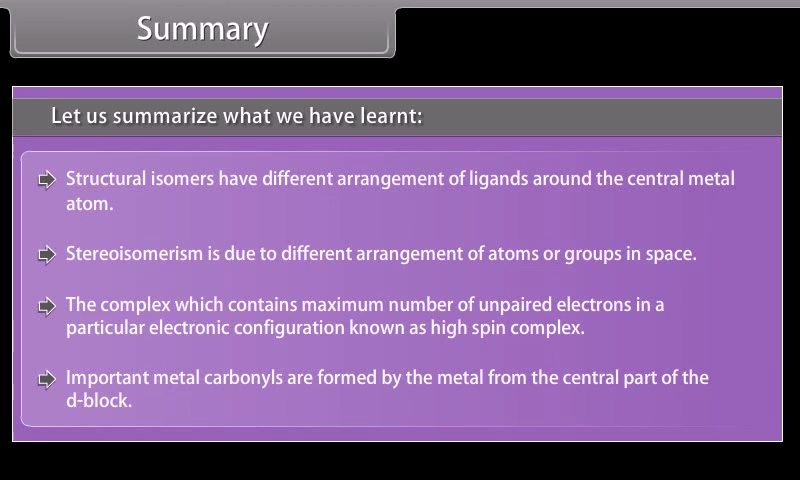 Summary
Let us summarize what we have learnt:
Structural isomers have different arrangement of ligands around the central metal
atom.
Stereoisomerism is due to different arrangement of atoms or groups in space.
The complex which contains maximum number of unpaired electrons in a
particular electronic configuration known as high spin complex.
Important metal carbonyls are formed by the metal from the central part of the
d-block.